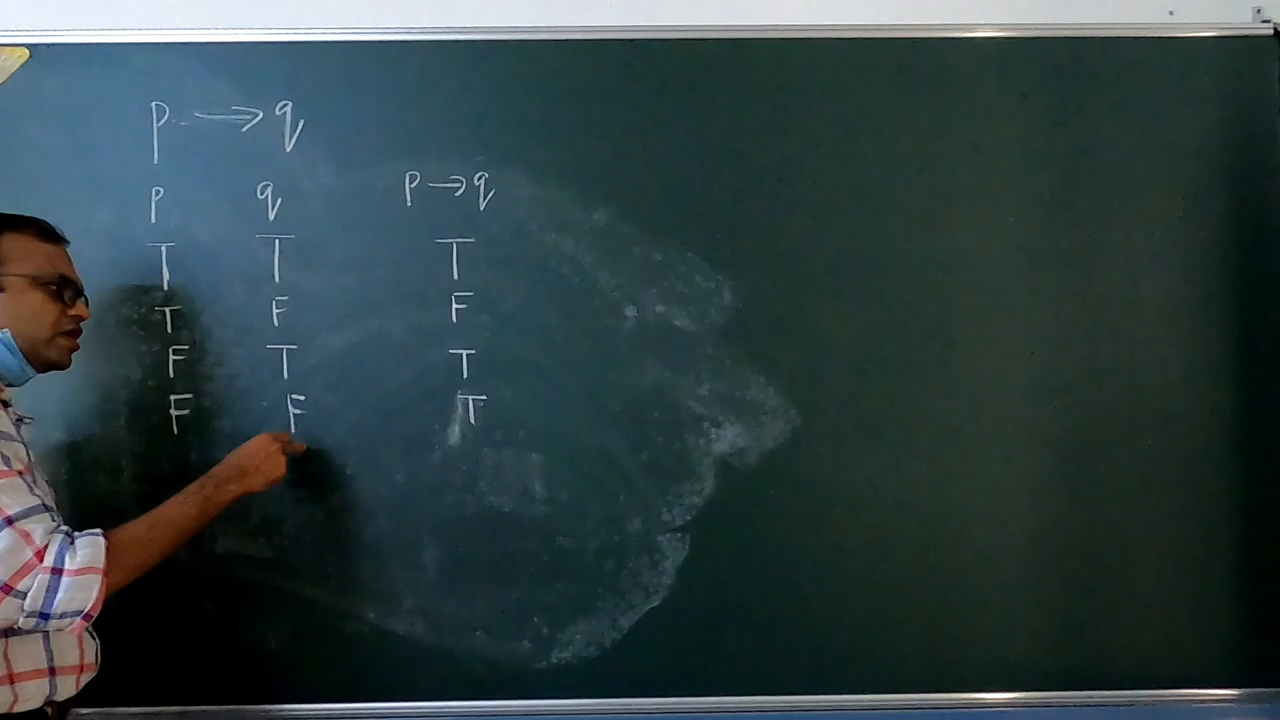 p → q
p q p → q
T T T
T F F
F T T
F F T